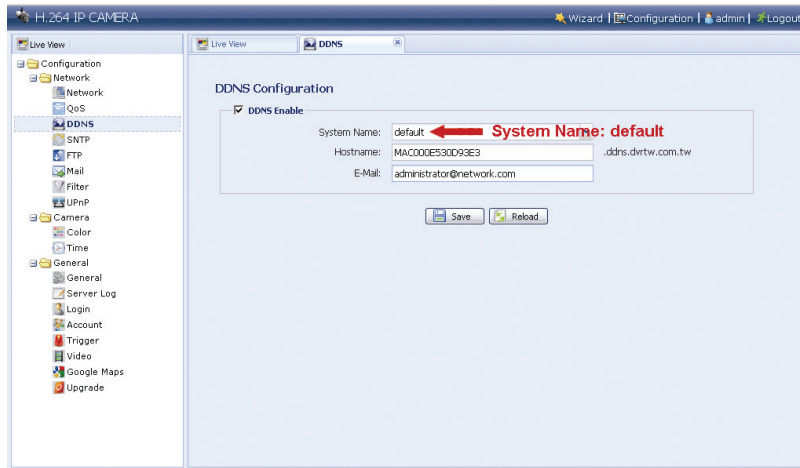 H.264 IP CAMERA
Wizard | Configuration | admin | Logout
Live View
Configuration
Network
Network
QoS
DDNS
SNTP
FTP
Mail
Filter
UPnP
Camera
Color
Time
General
General
Server Log
Login
Account
Trigger
Video
Google Maps
Upgrade
Live View
DDNS
DDNS Configuration
DDNS Enable
System Name: default System Name: default
Hostname: MAC000E530D93E3 .ddns.dvrtw.com.tw
E-Mail: administrator@network.com
Save Reload